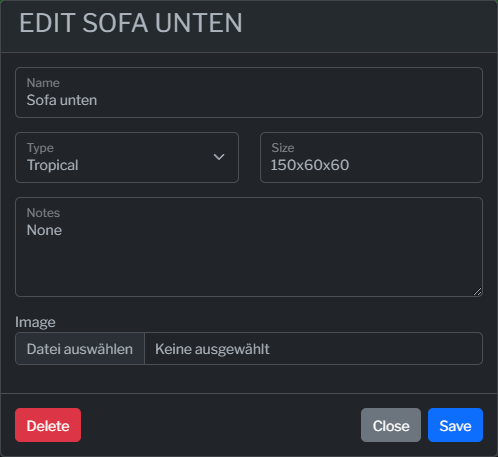 EDIT SOFA UNTEN
Name
Sofa unten
Type
Tropical
Size
150x60x60
Notes
None
Image
Datei auswählen Keine ausgewählt
Delete Close Save